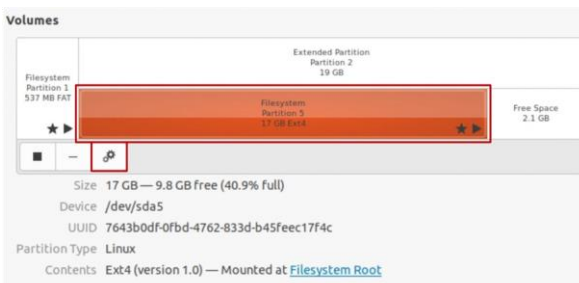 Volumes
Extended Partition
Partition 2
19 GB
Filesystem
Partition 1
537 MB FAT
Filesystem
Partition 5
17 GB Ext4
Free Space
2.1 GB
Size 17 GB — 9.8 GB free (40.9% full)
Device /dev/sda5
UUID 7643b0df-0fbd-4762-833d-b45feec17f4c
Partition Type Linux
Contents Ext4 (version 1.0) — Mounted at Filesystem Root